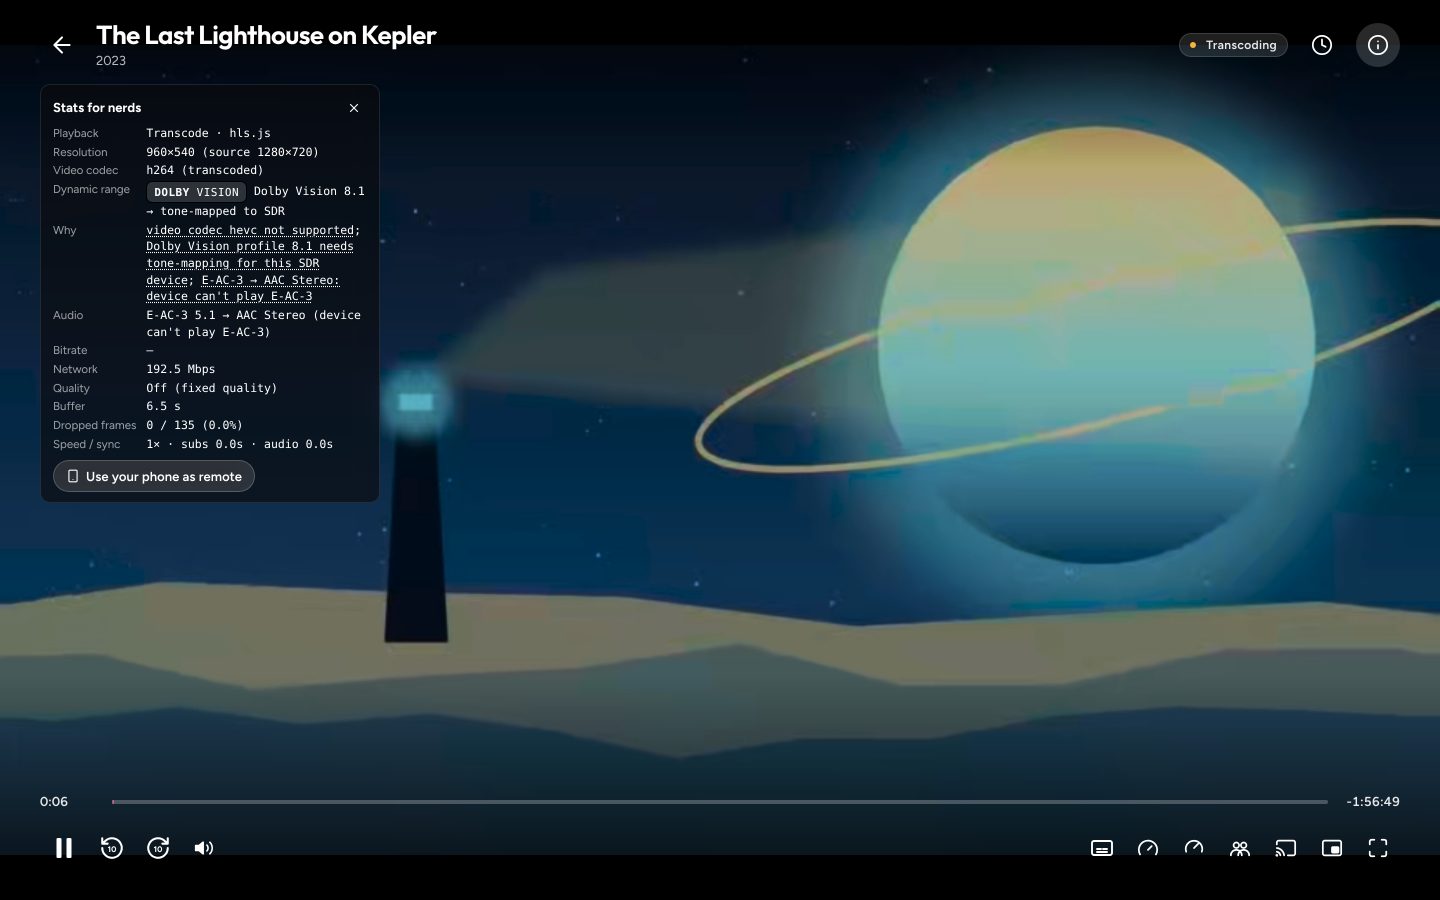 The Last Lighthouse on Kepler
2023
Transcoding
Stats for nerds
Playback Transcode · hls.js
Resolution 960×540 (source 1280×720)
Video codec h264 (transcoded)
Dynamic range DOLBY VISION Dolby Vision 8.1
→ tone-mapped to SDR
Why video codec hevc not supported;
Dolby Vision profile 8.1 needs
tone-mapping for this SDR
device; E-AC-3 → AAC Stereo:
device can't play E-AC-3
Audio E-AC-3 5.1 → AAC Stereo (device
can't play E-AC-3)
Bitrate —
Network 192.5 Mbps
Quality Off (fixed quality)
Buffer 6.5 s
Dropped frames 0 / 135 (0.0%)
Speed / sync 1× · subs 0.0s · audio 0.0s
Use your phone as remote
0:06 -1:56:49
10 10